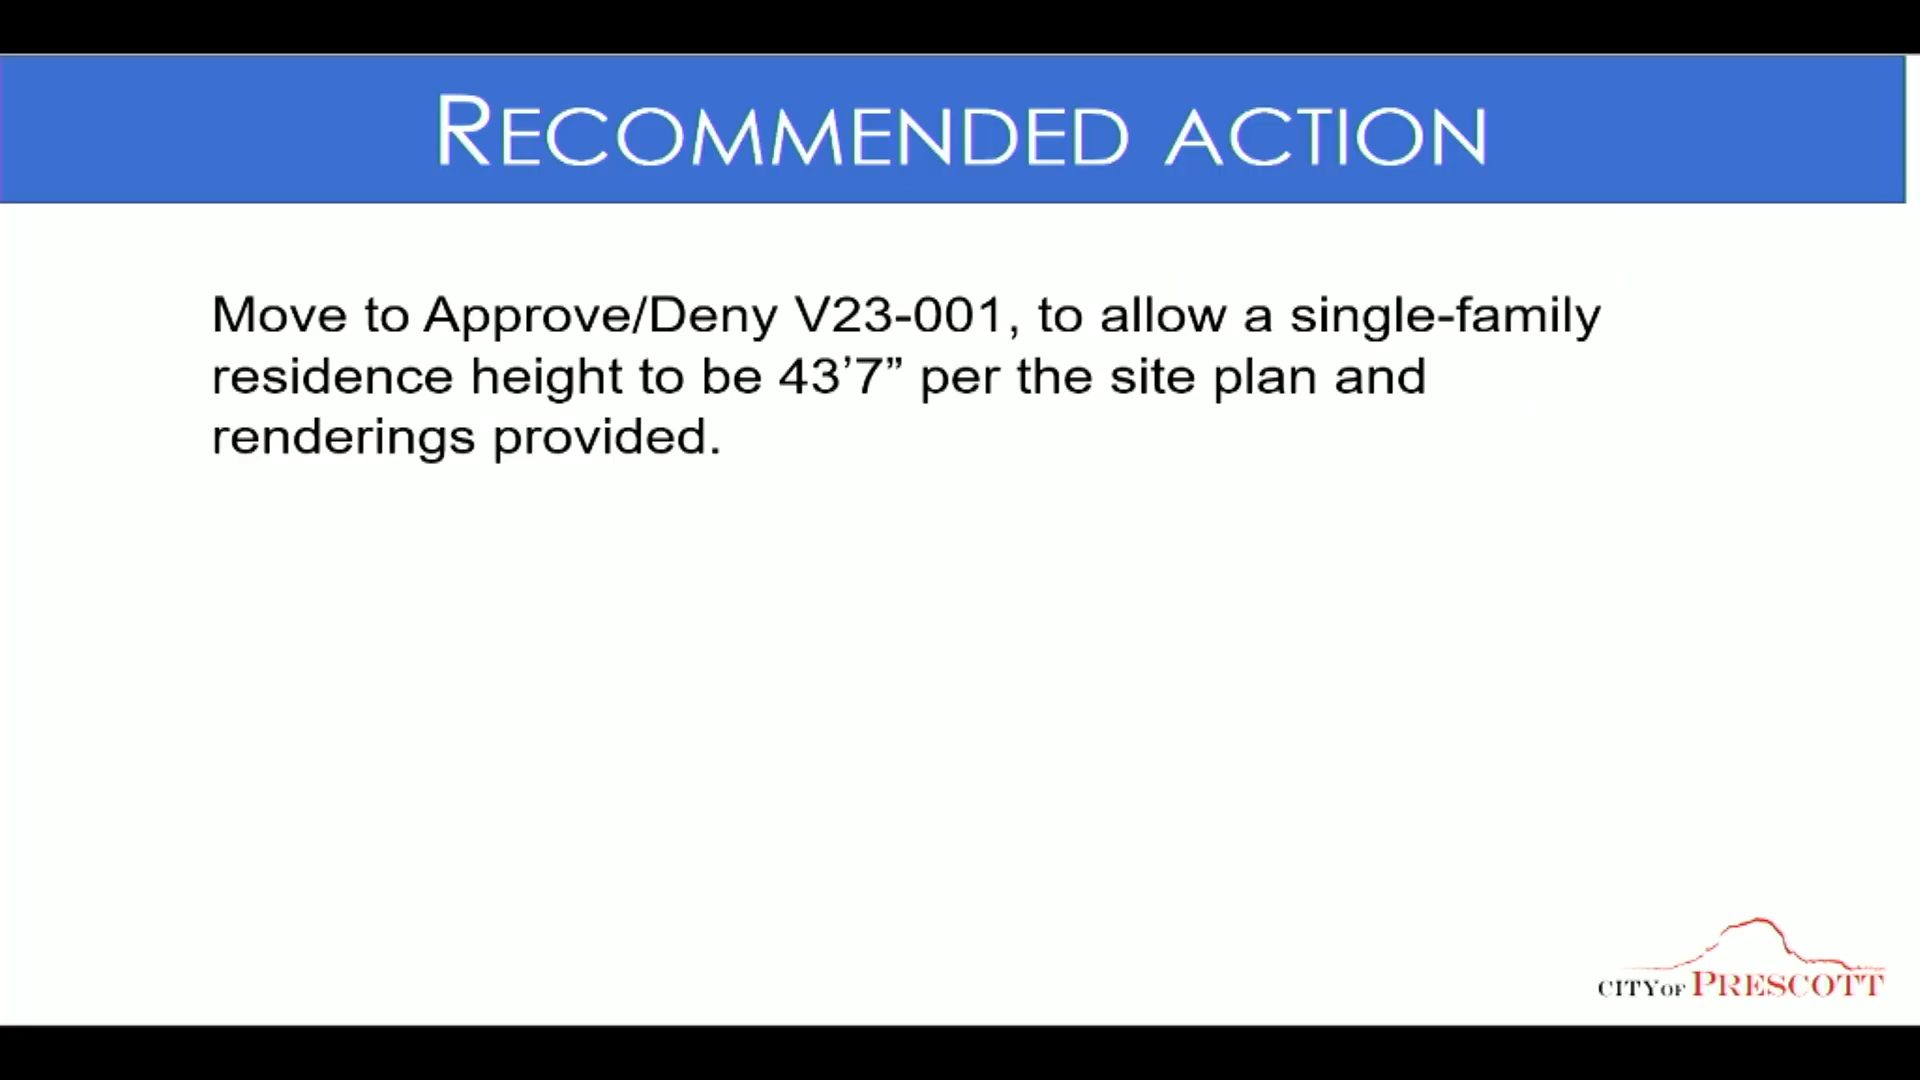 RECOMMENDED ACTION
Move to Approve/Deny V23-001, to allow a single-family
residence height to be 43’7” per the site plan and
renderings provided.
CITY OF PRESCOTT